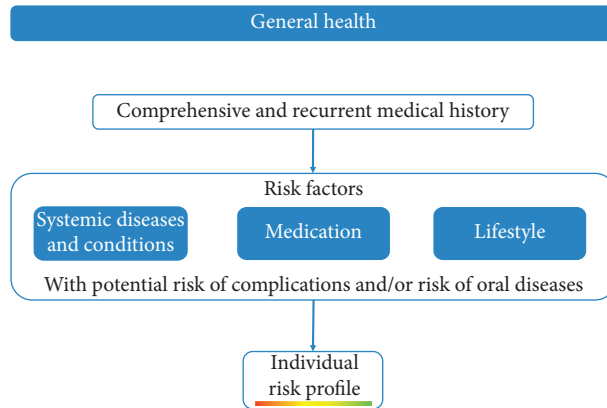 General health
Comprehensive and recurrent medical history
Risk factors
Systemic diseases
and conditions
Medication
Lifestyle
With potential risk of complications and/or risk of oral diseases
Individual
risk profile